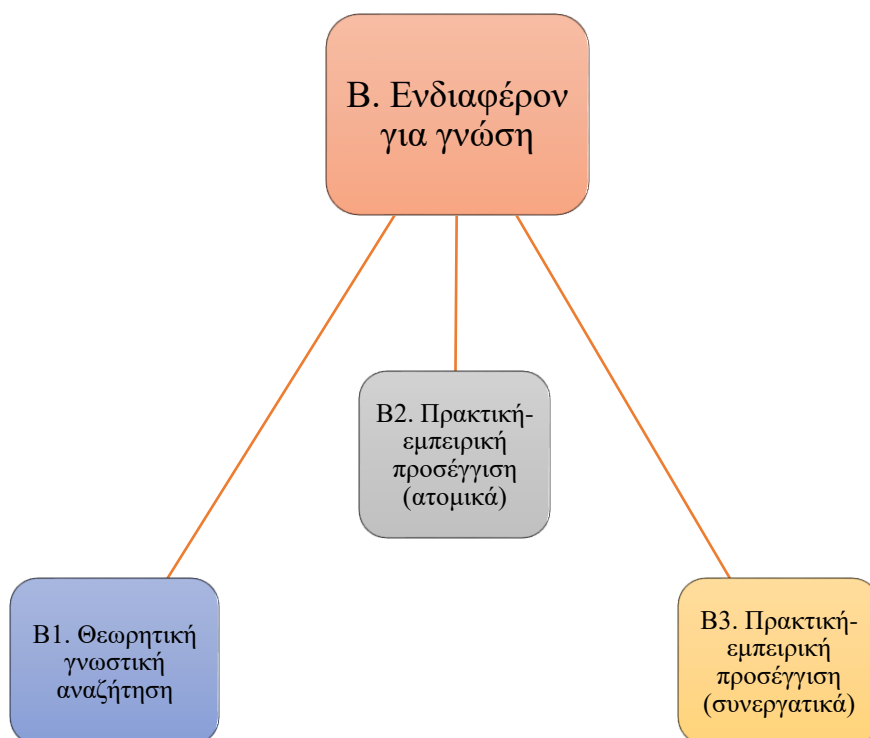 Β. Ενδιαφέρον
για γνώση
Β2. Πρακτική-
εμπειρική
προσέγγιση
(ατομικά)
Β1. Θεωρητική
γνωστική
αναζήτηση
Β3. Πρακτική-
εμπειρική
προσέγγιση
(συνεργατικά)